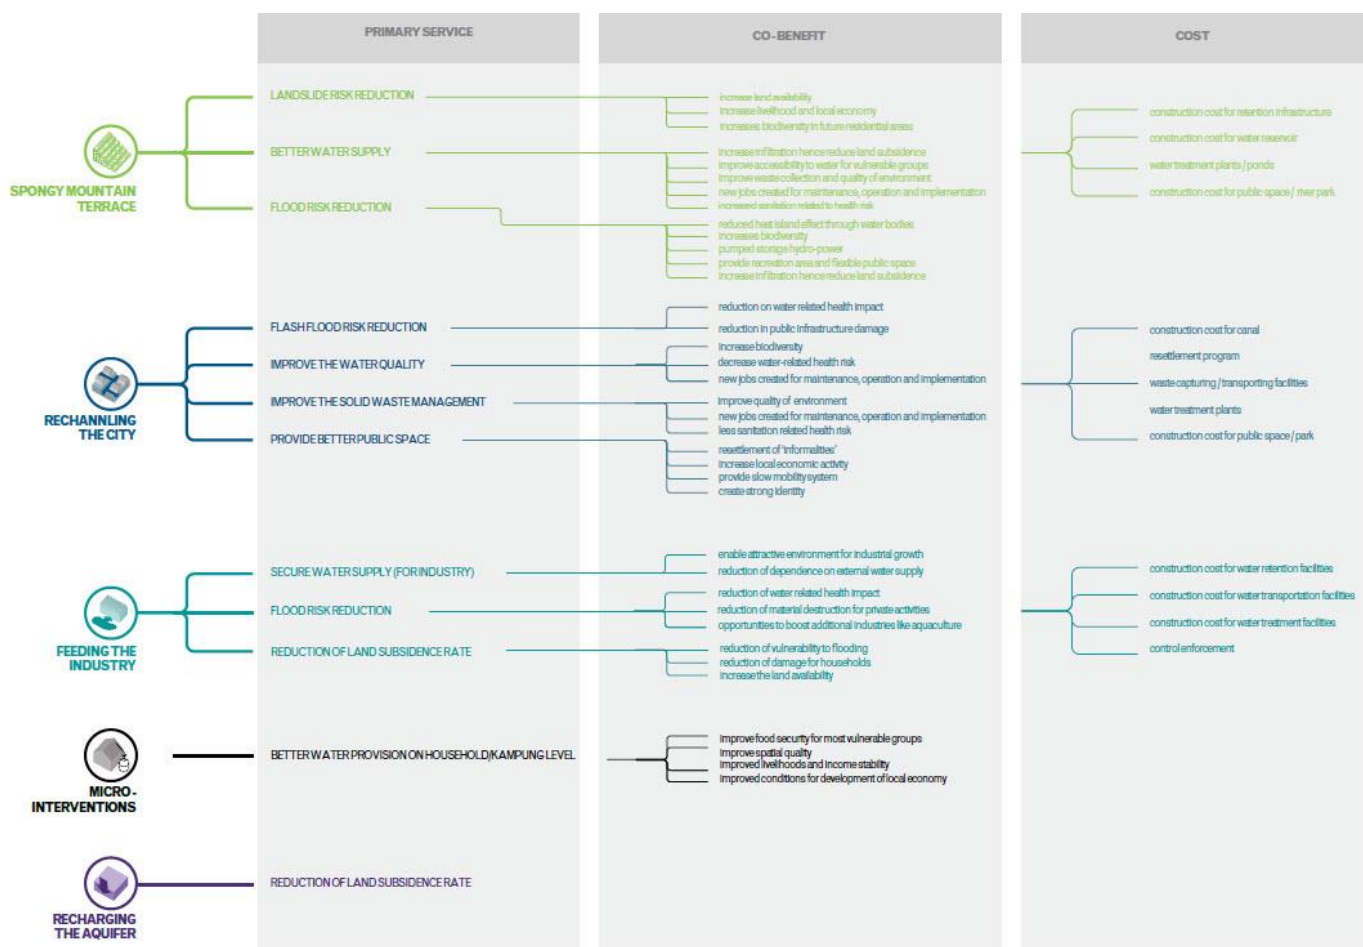 PRIMARY SERVICE
CO-BENEFIT
COST
SPONGY MOUNTAIN
TERRACE
LANDSLIDE RISK REDUCTION
increase land availability
increase livelihood and local economy
increases biodiversity in future residential areas
BETTER WATER SUPPLY
increase infiltration hence reduce land subsidence
improve accessibility to water for vulnerable groups
improve waste collection and quality of environment
new jobs created for maintenance, operation and implementation
increased sanitation related to health risk
FLOOD RISK REDUCTION
reduced heat island effect through water bodies
increases biodiversity
pumped storage hydro-power
provide recreation area and flexible public space
increase infiltration hence reduce land subsidence
construction cost for retention infrastructure
construction cost for water reservoir
water treatment plants / ponds
construction cost for public space / river park
RECHANNLING
THE CITY
FLASH FLOOD RISK REDUCTION
reduction on water related health impact
reduction in public infrastructure damage
IMPROVE THE WATER QUALITY
increase biodiversity
decrease water-related health risk
new jobs created for maintenance, operation and implementation
IMPROVE THE SOLID WASTE MANAGEMENT
improve quality of environment
new jobs created for maintenance, operation and implementation
less sanitation related health risk
PROVIDE BETTER PUBLIC SPACE
resettlement of 'informalities'
increase local economic activity
provide slow mobility system
create strong identity
construction cost for canal
resettlement program
waste capturing / transporting facilities
water treatment plants
construction cost for public space / park
FEEDING THE
INDUSTRY
SECURE WATER SUPPLY (FOR INDUSTRY)
enable attractive environment for industrial growth
reduction of dependence on external water supply
FLOOD RISK REDUCTION
reduction of water related health impact
reduction of material destruction for private activities
opportunities to boost additional industries like aquaculture
REDUCTION OF LAND SUBSIDENCE RATE
reduction of vulnerability to flooding
reduction of damage for households
increase the land availability
construction cost for water retention facilities
construction cost for water transportation facilities
construction cost for water treatment facilities
control enforcement
MICRO-
INTERVENTIONS
BETTER WATER PROVISION ON HOUSEHOLD/KAMPUNG LEVEL
improve food security for most vulnerable groups
improve spatial quality
improved livelihoods and income stability
improved conditions for development of local economy
RECHARGING
THE AQUIFER
REDUCTION OF LAND SUBSIDENCE RATE